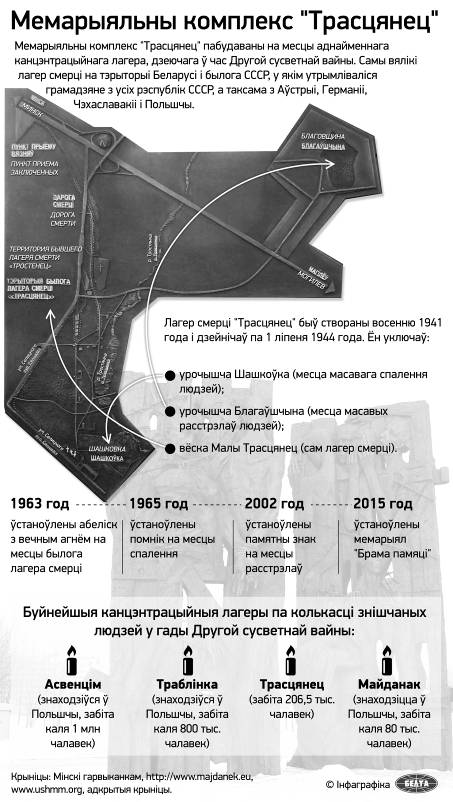 Мемарыяльны комплекс "Трасцянец"
Мемарыяльны комплекс "Трасцянец" пабудаваны на месцы аднайменнага
канцэнтрацыйнага лагера, дзеючага ў час Другой сусветнай вайны. Самы вялікі
лагер смерці на тэрыторыі Беларусі і былога СССР, у якім утрымліваліся
грамадзяне з усіх рэспублік СССР, а таксама з Аўстрыі, Германіі,
Чэхаславакіі і Польшчы.
МІНСК
МИНСК
ПУНКТ ПРЫЁМУ
ВЯЗНЯЎ
ПУНКТ ПРИЕМА
ЗАКЛЮЧЕННЫХ
ДАРОГА
СМЕРЦІ
ДОРОГА
СМЕРТИ
ТЕРРИТОРИЯ БЫВШЕГО
ЛАГЕРЯ СМЕРТИ
«ТРОСТЕНЕЦ»
ТЭРЫТОРЫЯ БЫЛОГА
ЛАГЕРА СМЕРЦІ
«ТРАСЦЯНЕЦ»
БЛАГОВЩИНА
БЛАГАЎШЧЫНА
МАГІЛЁЎ
МОГИЛЕВ
ШАШКОВКА
ШАШКОЎКА
Лагер смерці "Трасцянец" быў створаны восенню 1941
года і дзейнічаў па 1 ліпеня 1944 года. Ён уключаў:
урочышча Шашкоўка (месца масавага спалення
людзей);
урочышча Благаўшчына (месца масавых
расстрэлаў людзей);
вёска Малы Трасцянец (сам лагер смерці).
1963 год
ўстаноўлены абеліск
з вечным агнём на
месцы былога
лагера смерці
1965 год
ўстаноўлены
помнік на месцы
спалення
2002 год
ўстаноўлены
памятны знак
на месцы
расстрэлаў
2015 год
ўстаноўлены
мемарыял
"Брама памяці"
Буйнейшыя канцэнтрацыйныя лагеры па колькасці знішчаных
людзей у гады Другой сусветнай вайны:
Асвенцім
(знаходзіўся ў
Польшчы, забіта
каля 1 млн
чалавек)
Траблінка
(знаходзіўся ў
Польшчы, забіта
каля 800 тыс.
чалавек)
Трасцянец
(забіта 206,5 тыс.
чалавек)
Майданак
(знаходзіцца ў
Польшчы, забіта
каля 80 тыс.
чалавек)
Крыніцы: Мінскі гарвыканкам, http://www.majdanek.eu,
www.ushmm.org, адкрытыя крыніцы.
© Інфаграфіка
БЕЛТА